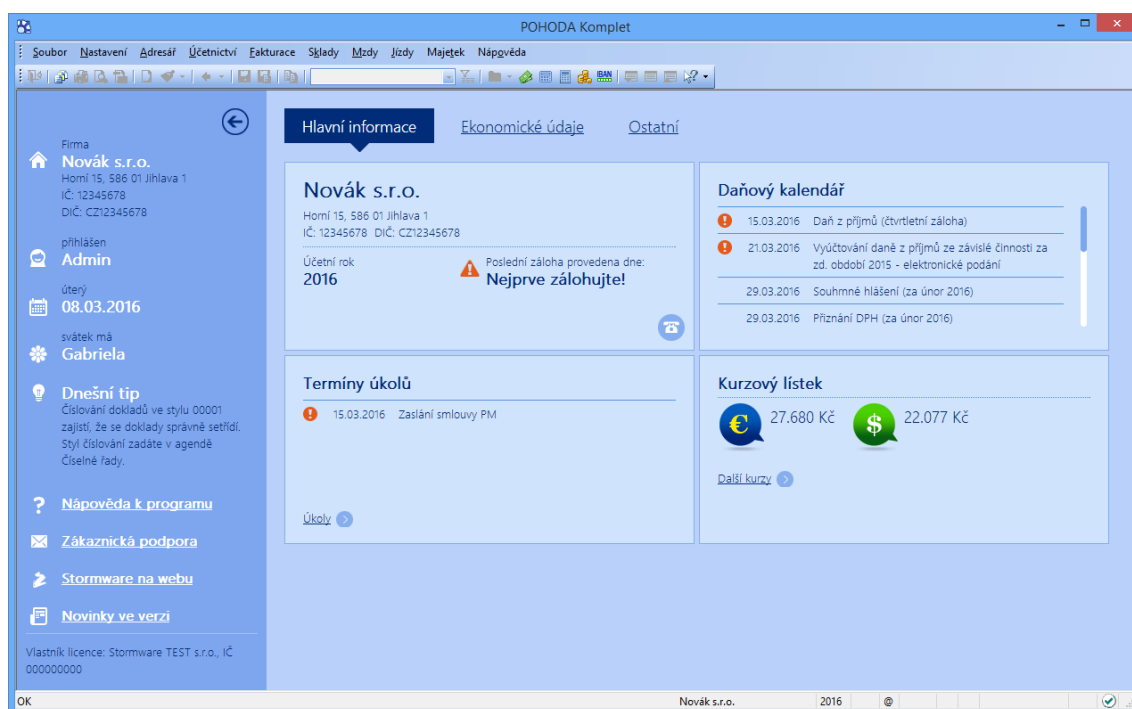 POHODA Komplet
Soubor Nastavení Adresář Účetnictví Fakturace Sklady Mzdy Jízdy Majetek Nápověda
IBAN
Firma
Novák s.r.o.
Horní 15, 586 01 Jihlava 1
IČ: 12345678
DIČ: CZ12345678
přihlášen
Admin
úterý
08.03.2016
svátek má
Gabriela
Dnešní tip
Číslování dokladů ve stylu 00001
zajistí, že se doklady správně setřídí.
Styl číslování zadáte v agendě
Číselné řady.
Nápověda k programu
Zákaznická podpora
Stormware na webu
Novinky ve verzi
Vlastník licence: Stormware TEST s.r.o., IČ
000000000
Hlavní informace Ekonomické údaje Ostatní
Novák s.r.o.
Horní 15, 586 01 Jihlava 1
IČ: 12345678 DIČ: CZ12345678
Účetní rok
2016
Poslední záloha provedena dne:
Nejprve zálohujte!
Daňový kalendář
15.03.2016 Daň z příjmů (čtvrtletní záloha)
21.03.2016 Vyúčtování daně z příjmů ze závislé činnosti za
zd. období 2015 - elektronické podání
29.03.2016 Souhrnné hlášení (za únor 2016)
29.03.2016 Přiznání DPH (za únor 2016)
Termíny úkolů
15.03.2016 Zaslání smlouvy PM
Úkoly
Kurzový lístek
€ 27.680 Kč $ 22.077 Kč
Další kurzy
OK Novák s.r.o. 2016 @